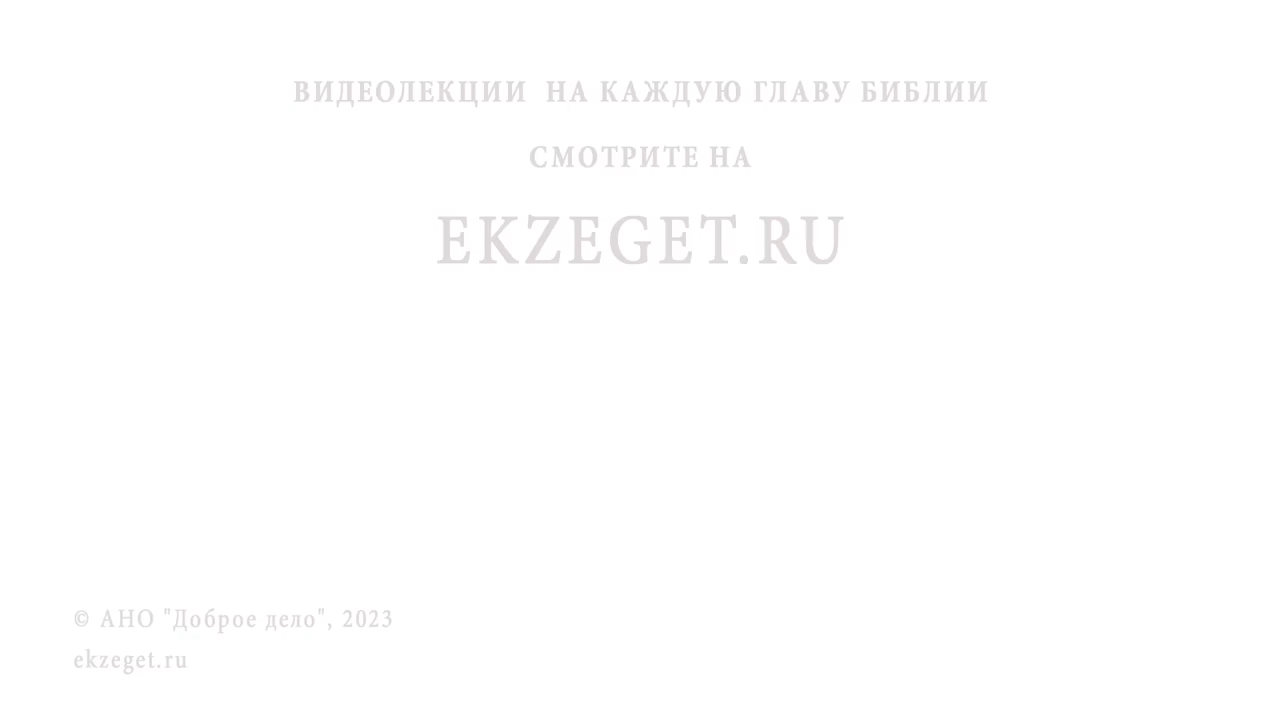 ВИДЕОЛЕКЦИИ НА КАЖДУЮ ГЛАВУ БИБЛИИ
СМОТРИТЕ НА
EKZEGET.RU
© АНО "Доброе дело", 2023
ekzeget.ru